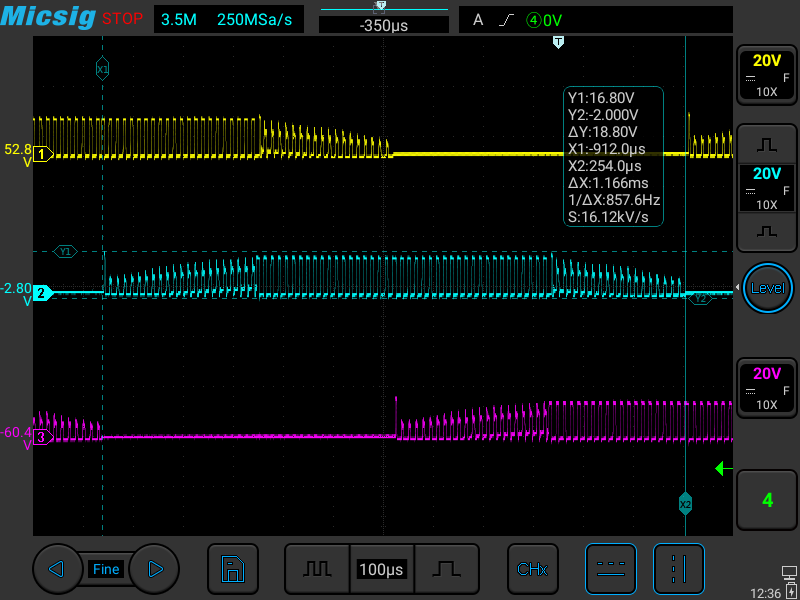 Micsig STOP 3.5M 250MSa/s -350µs A 4 0V
T
T
X1
20V
F
10X
Y1:16.80V
Y2:-2.000V
ΔY:18.80V
X1:-912.0µs
X2:254.0µs
ΔX:1.166ms
1/ΔX:857.6Hz
S:16.12kV/s
52.8
V
1
20V
F
10X
Y1
-2.80
V
2
Y2
Level
20V
F
10X
-60.4
V
3
X2
4
Fine
100µs
CHx
12:36